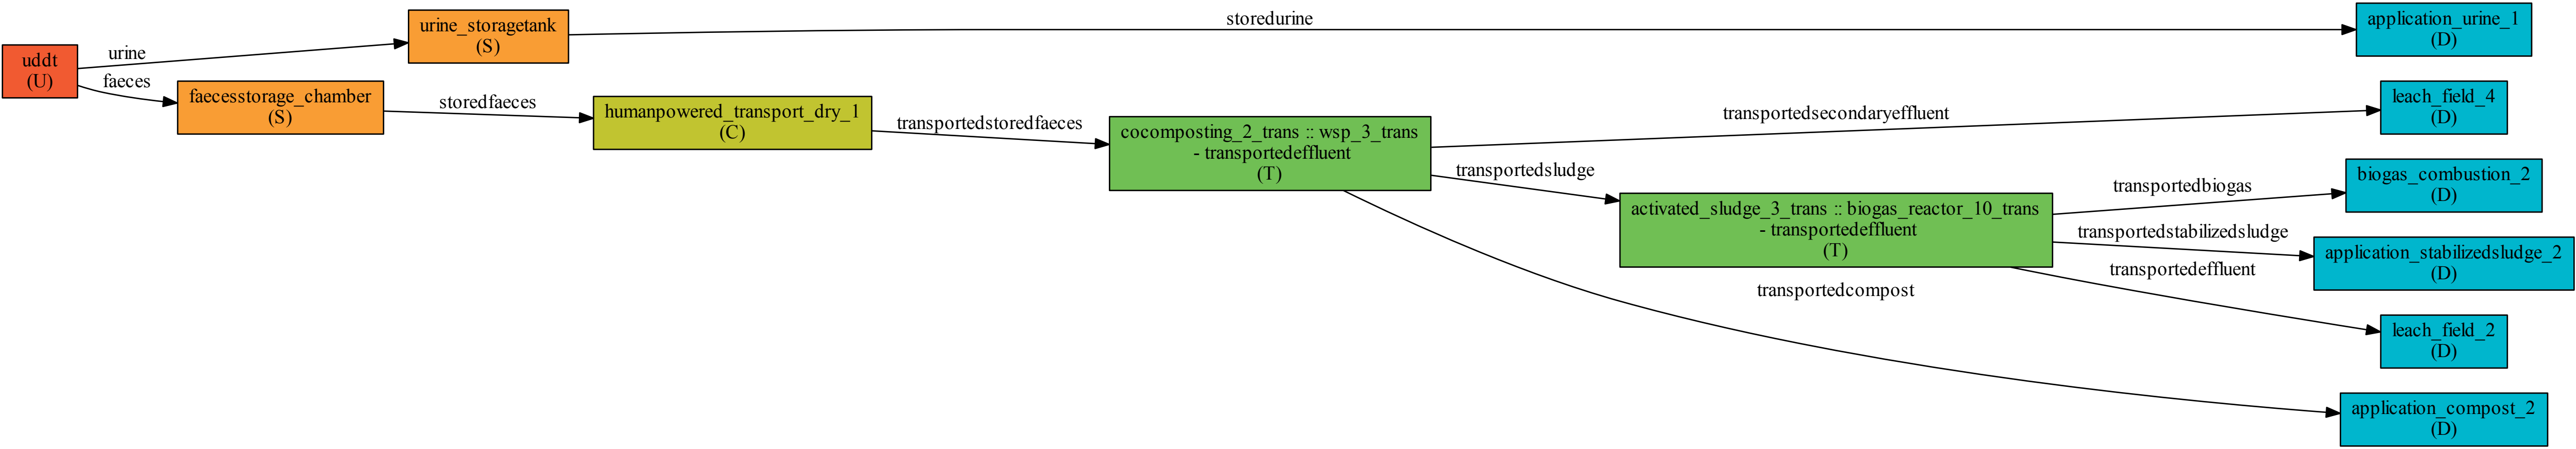 uddt
(U)
urine
faeces
urine_storagetank
(S)
faecesstorage_chamber
(S)
storedurine
storedfaeces
humanpowered_transport_dry_1
(C)
transportedstoredfaeces
cocomposting_2_trans :: wsp_3_trans
- transportedeffluent
(T)
transportedsecondaryeffluent
transportedsludge
transportedcompost
activated_sludge_3_trans :: biogas_reactor_10_trans
- transportedeffluent
(T)
transportedbiogas
transportedstabilizedsludge
transportedeffluent
application_urine_1
(D)
leach_field_4
(D)
biogas_combustion_2
(D)
application_stabilizedsludge_2
(D)
leach_field_2
(D)
application_compost_2
(D)